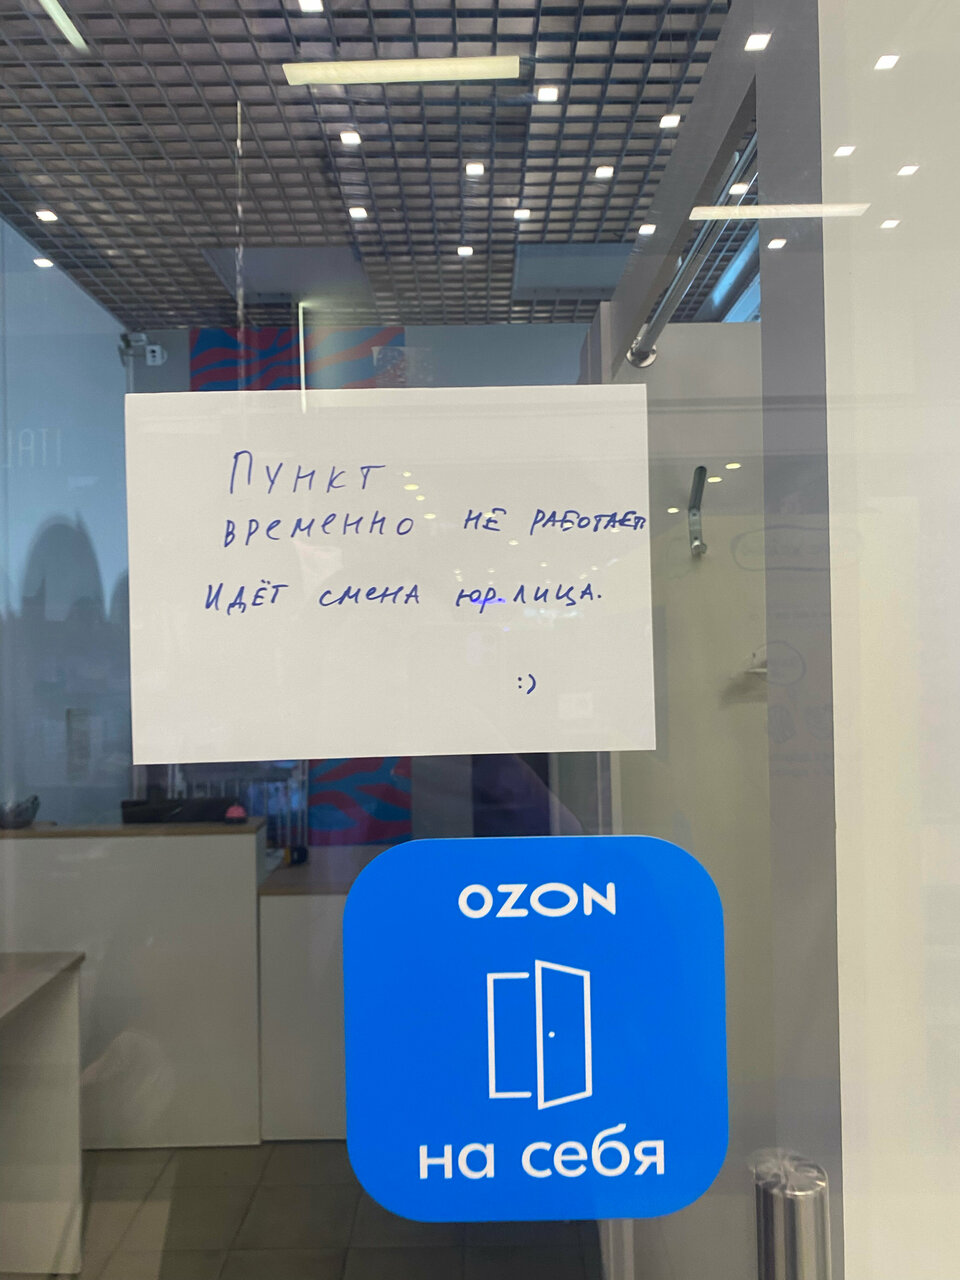 Пункт
временно не работает
идёт смена юр. лица.
:)
OZON
на себя